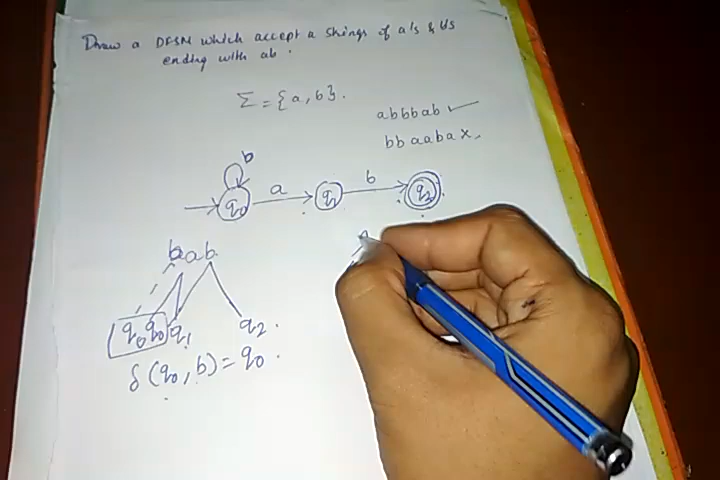 Draw a DFSM which accept a strings of a's & b's
ending with ab.
Σ = {a, b}.
abbbab ✓
bbaaba x.
b
q0 a q1 b q2
baab
q0 q0 q1 q2.
δ(q0, b) = q0.
a